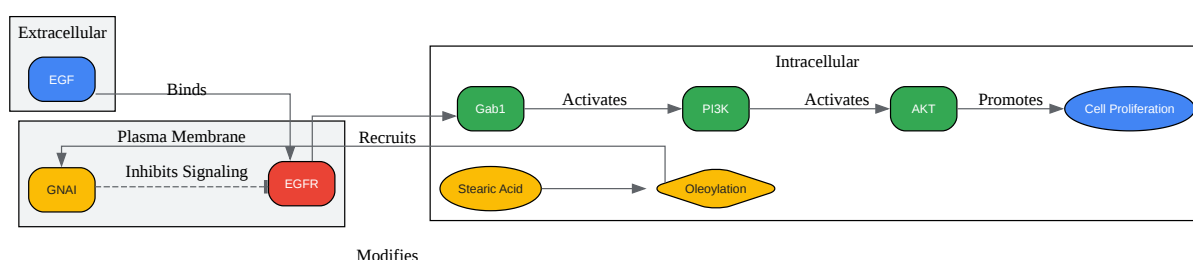 Extracellular
EGF
Binds
Plasma Membrane
GNAI
Inhibits Signaling
EGFR
Recruits
Intracellular
Gab1
Activates
PI3K
Activates
AKT
Promotes
Cell Proliferation
Stearic Acid
Oleoylation
Modifies